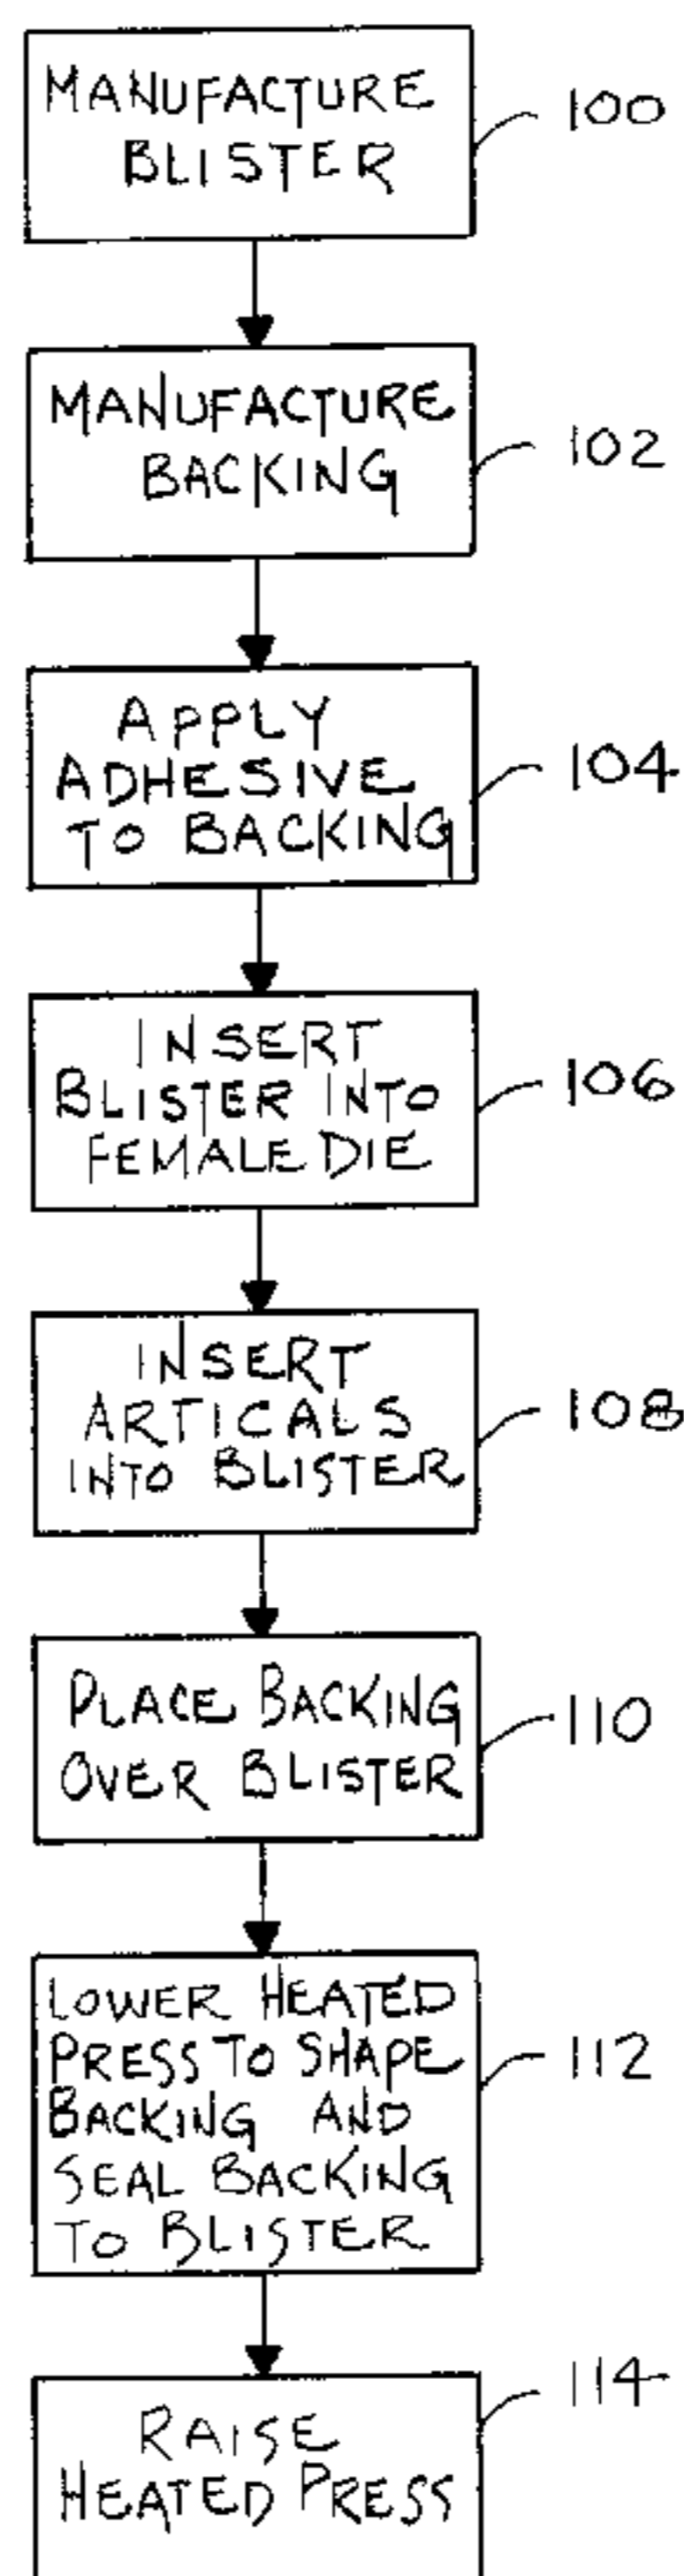 MANUFACTURE
BLISTER
100
MANUFACTURE
BACKING
102
APPLY
ADHESIVE
TO BACKING
104
INSERT
BLISTER INTO
FEMALE DIE
106
INSERT
ARTICALS
INTO BLISTER
108
PLACE BACKING
OVER BLISTER
110
LOWER HEATED
PRESS TO SHAPE
BACKING AND
SEAL BACKING
TO BLISTER
112
RAISE
HEATED PRESS
114